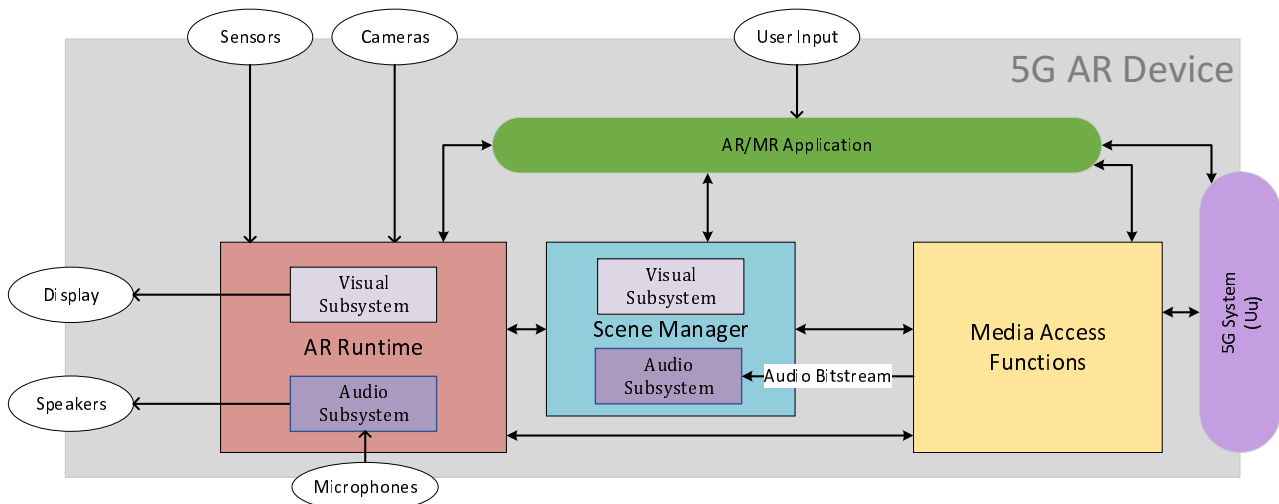 Sensors
Cameras
User Input
5G AR Device
AR/MR Application
Visual
Subsystem
Display
AR Runtime
Audio
Subsystem
Speakers
Microphones
Visual
Subsystem
Scene Manager
Audio
Subsystem
Audio Bitstream
Media Access
Functions
5G System
(Uu)